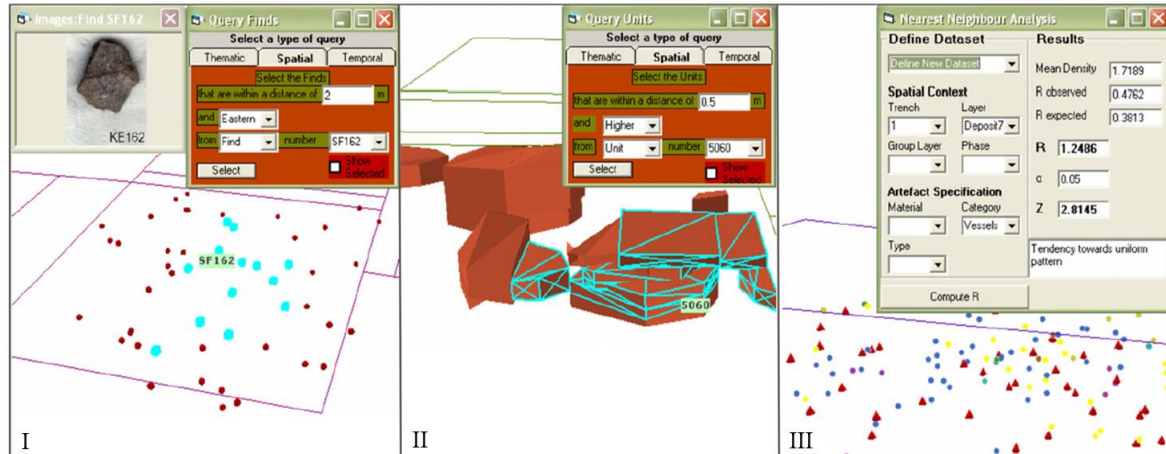 Images:Find SF162
KE162
Query Finds
Select a type of query
Thematic
Spatial
Temporal
Select the Finds
that are within a distance of 2 m
and Eastern
from Find number SF162
Select
Show Selected
SF162
I
Query Units
Select a type of query
Thematic
Spatial
Temporal
Select the Units
that are within a distance of 0.5 m
and Higher
from Unit number 5060
Select
Show Selected
5060
II
Nearest Neighbour Analysis
Define Dataset
Define New Dataset
Spatial Context
Trench Layer
1 Deposit7
Group Layer Phase
Artefact Specification
Material Category
Vessels
Type
Compute R
Results
Mean Density 1.7189
R observed 0.4762
R expected 0.3813
R 1.2486
α 0.05
Z 2.8145
Tendency towards uniform
pattern
III